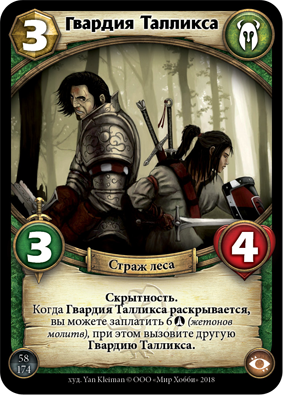 3
Гвардия Талликса
3
4
Страж леса
Скрытность.
Когда Гвардия Талликса раскрывается,
вы можете заплатить 6 (жетонов
молитв), при этом вызовите другую
Гвардию Талликса.
58
174
худ. Yan Kleiman © ООО «Мир Хобби» 2018